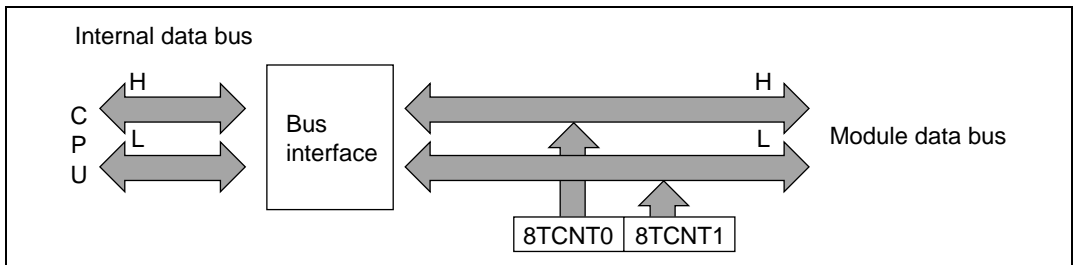 Internal data bus
H
H
C
P
U
Bus
interface
L
L
Module data bus
8TCNT0
8TCNT1